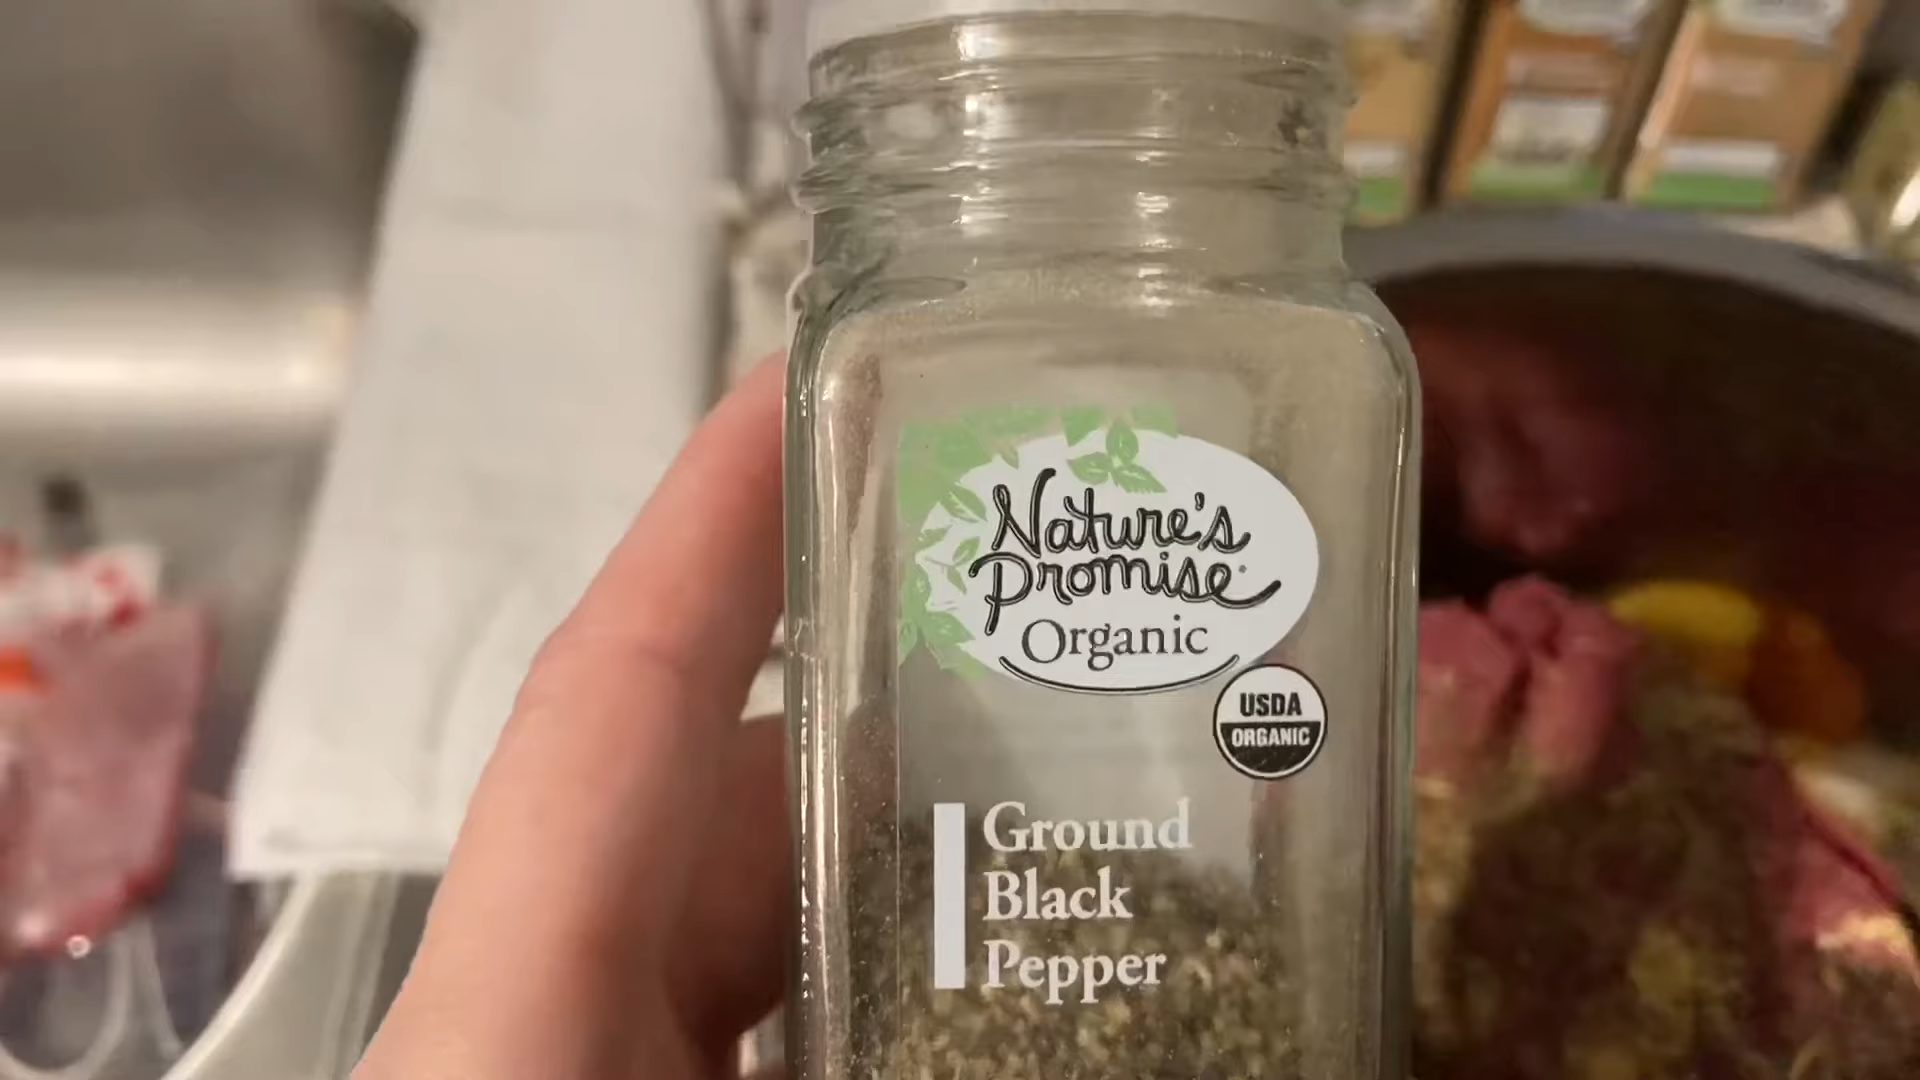 Nature's
Promise
Organic
USDA
ORGANIC
Ground
Black
Pepper